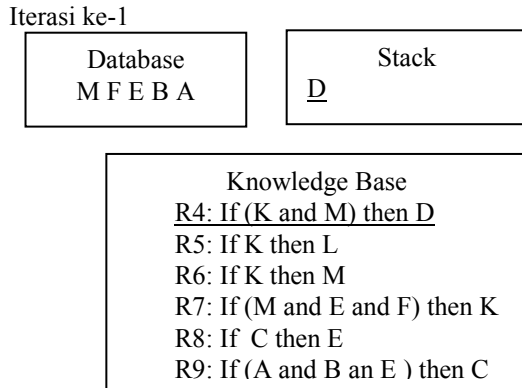 Iterasi ke-1
Database
M F E B A
Stack
D
Knowledge Base
R4: If (K and M) then D
R5: If K then L
R6: If K then M
R7: If (M and E and F) then K
R8: If C then E
R9: If (A and B an E ) then C